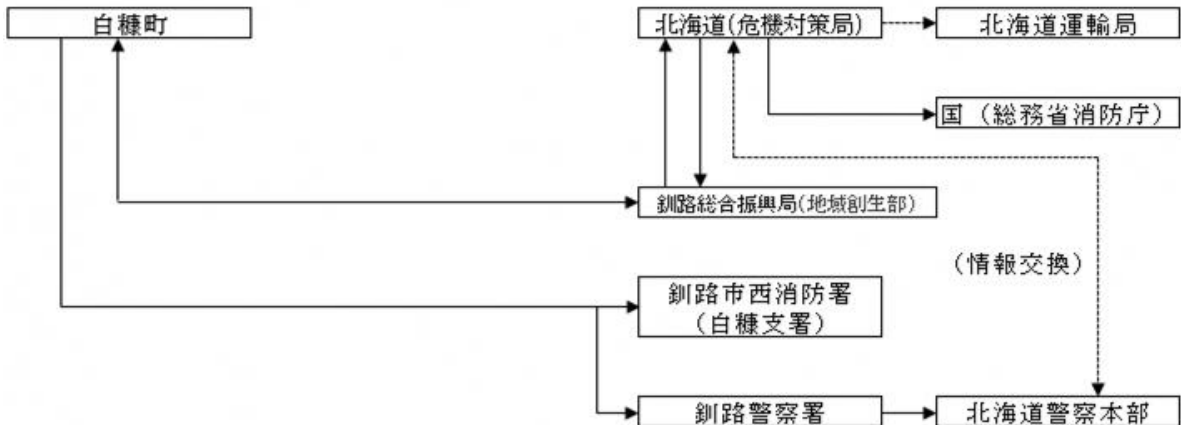 白糠町
北海道(危機対策局)
北海道運輸局
国（総務省消防庁）
釧路総合振興局(地域創生部)
（情報交換）
釧路市西消防署
（白糠支署）
釧路警察署
北海道警察本部